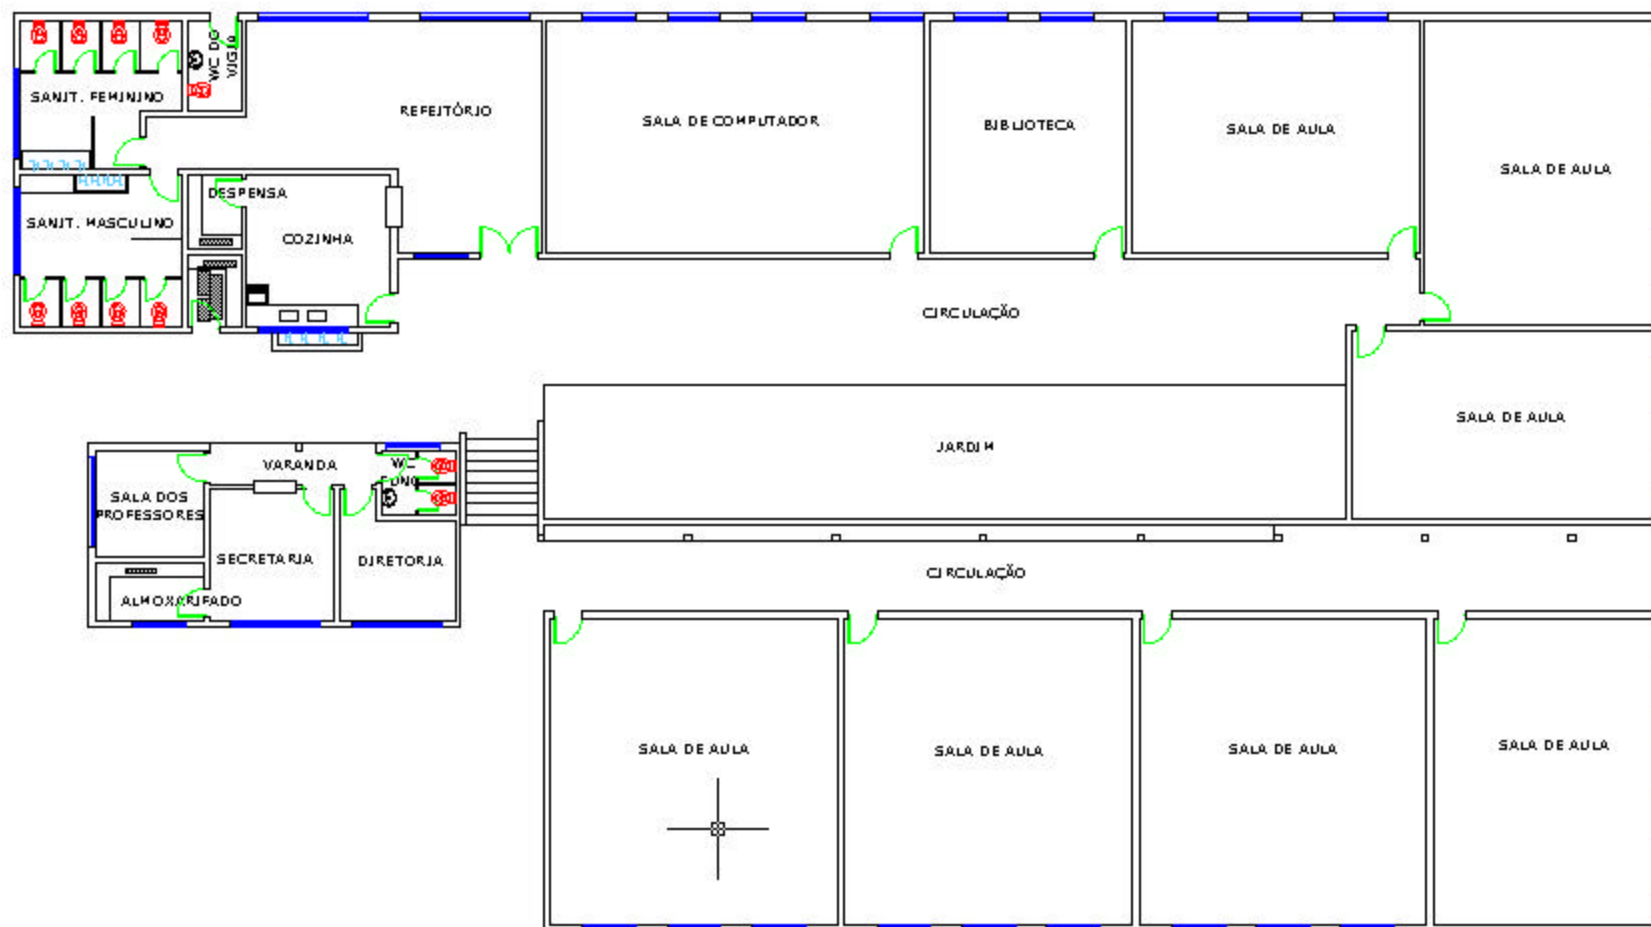 WC DO
VIGIA
SANIT. FEMININO
REFEITÓRIO
SALA DE COMPUTADOR
BIBLIOTECA
SALA DE AULA
SALA DE AULA
DESPENSA
SANIT. MASCULINO
COZINHA
CIRCULAÇÃO
SALA DE AULA
JARDIM
VARANDA
WC
SALA DOS
PROFESSORES
SECRETARIA
DIRETORIA
CIRCULAÇÃO
ALMOXARIFADO
SALA DE AULA
SALA DE AULA
SALA DE AULA
SALA DE AULA